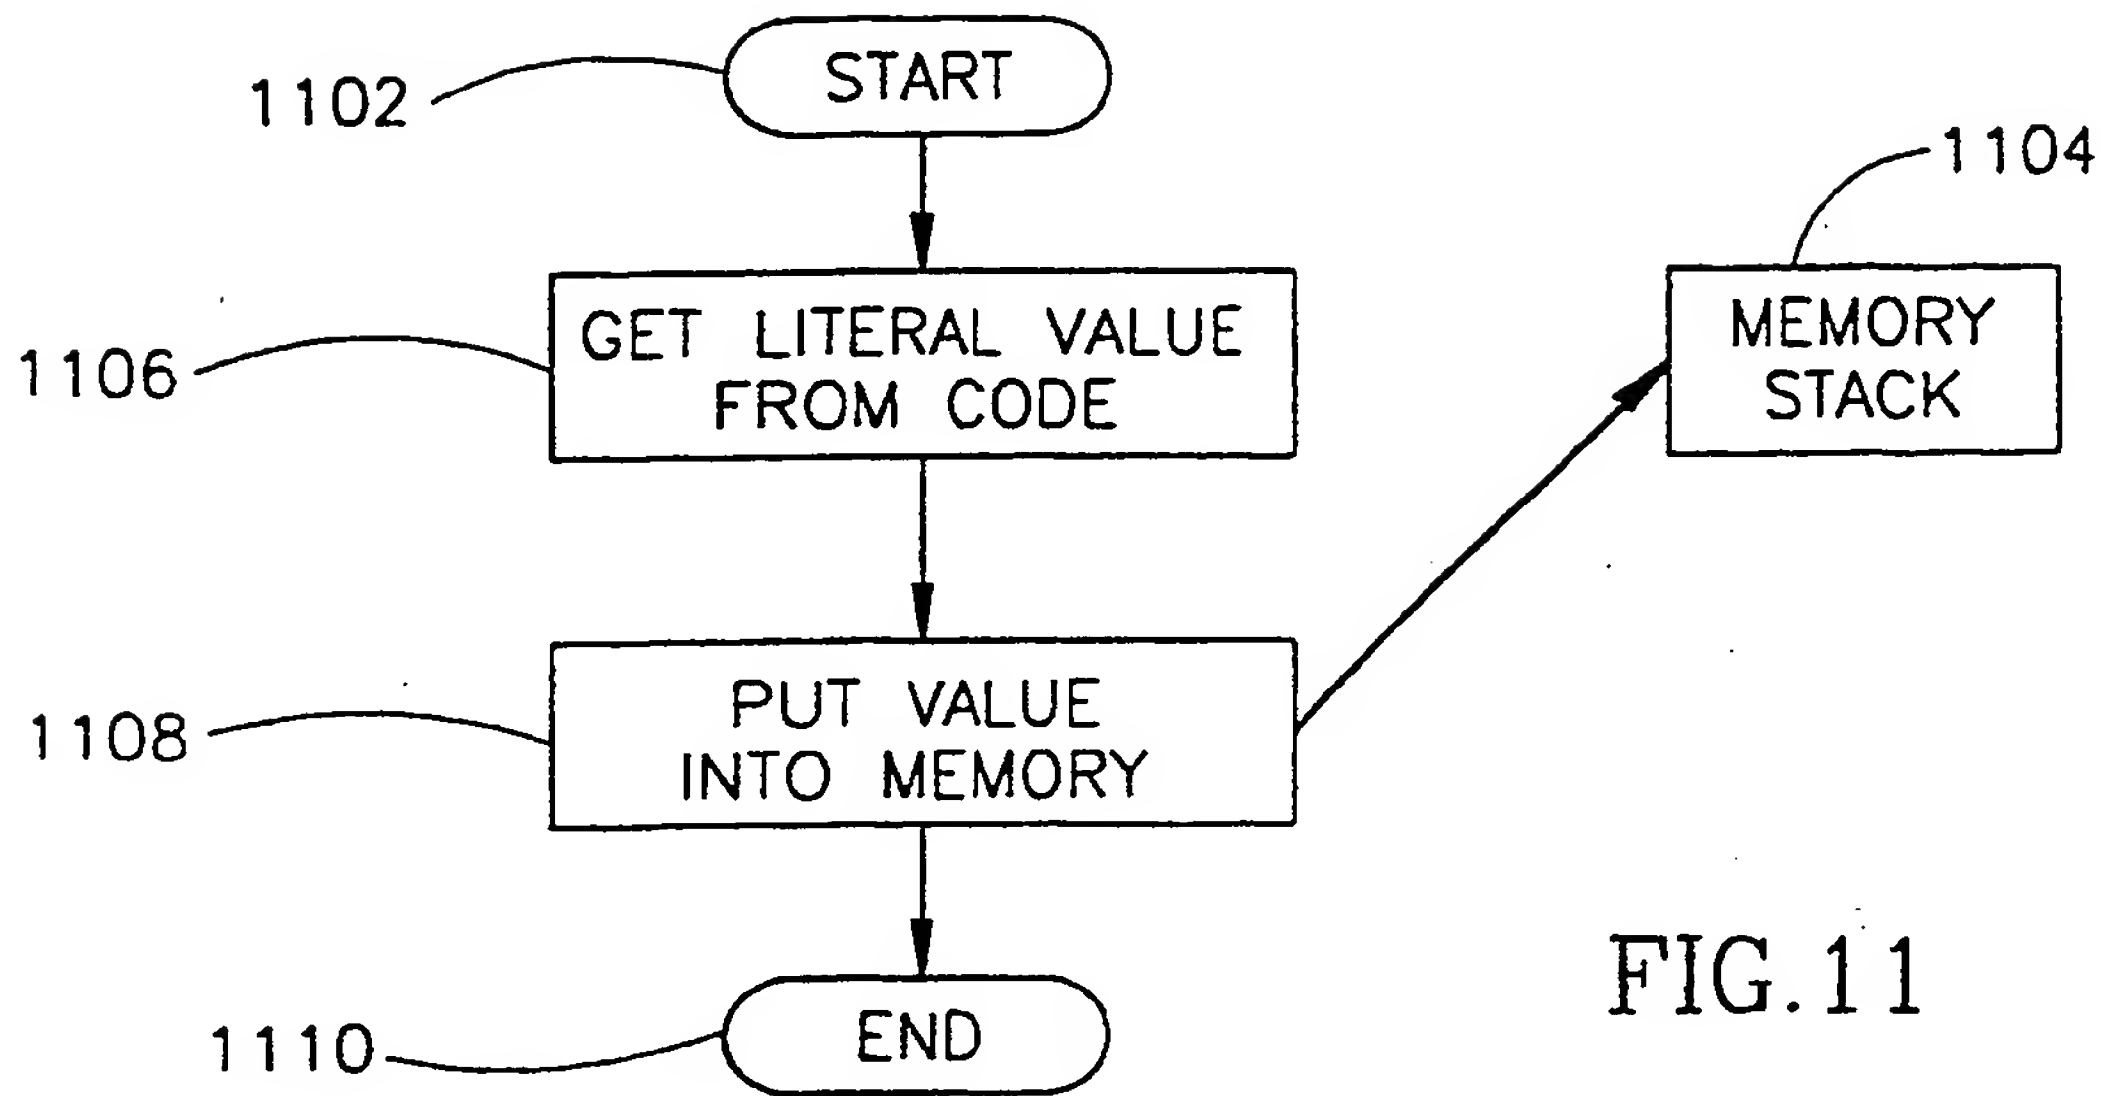 1102
START
1104
1106
GET LITERAL VALUE
FROM CODE
MEMORY
STACK
1108
PUT VALUE
INTO MEMORY
1110
END
FIG.11